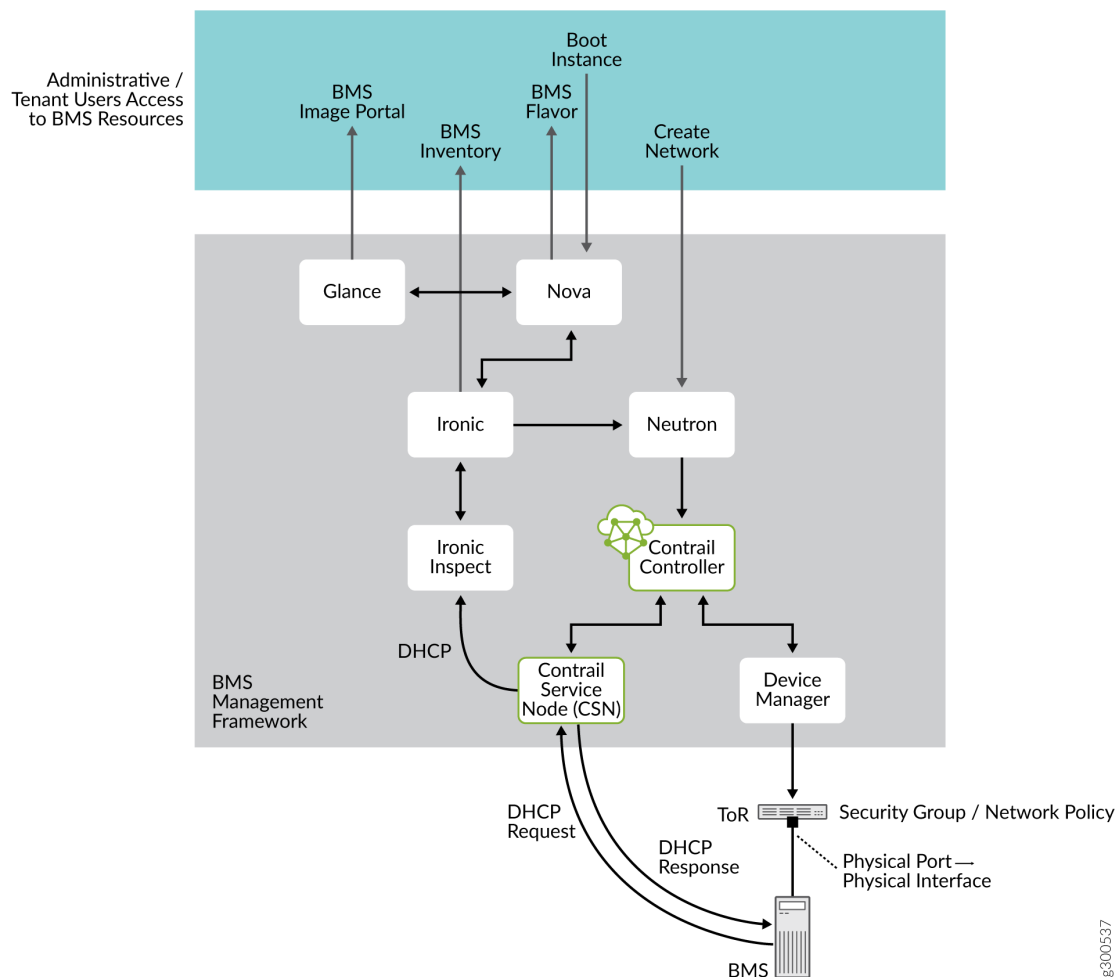 Boot
Instance
Administrative /
Tenant Users Access
to BMS Resources
BMS
Image Portal
BMS
Flavor
BMS
Inventory
Create
Network
Glance
Nova
Ironic
Neutron
Ironic
Inspect
Contrail
Controller
DHCP
Contrail
Service
Node (CSN)
Device
Manager
BMS
Management
Framework
DHCP
Request
ToR
Security Group / Network Policy
DHCP
Response
Physical Port →
Physical Interface
BMS
g300537